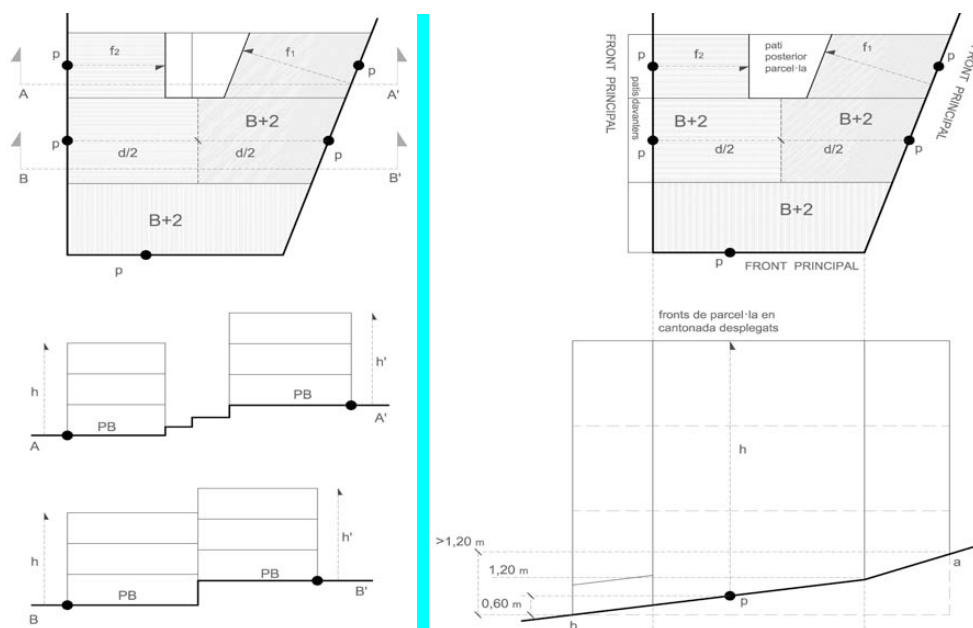 p
f₂
f₁
p
A
A'
B+2
p
d/2
d/2
p
B
B'
B+2
p
h
h'
PB
PB
A
A'
h
h'
PB
PB
B
B'
FRONT PRINCIPAL
p
f₂
pati
posterior
parcel·la
f₁
p
FRONT PRINCIPAL
patis davanters
B+2
B+2
p
d/2
d/2
p
B+2
p
FRONT PRINCIPAL
fronts de parcel·la en
cantonada desplegats
h
>1,20 m
1,20 m
a
0,60 m
p
b